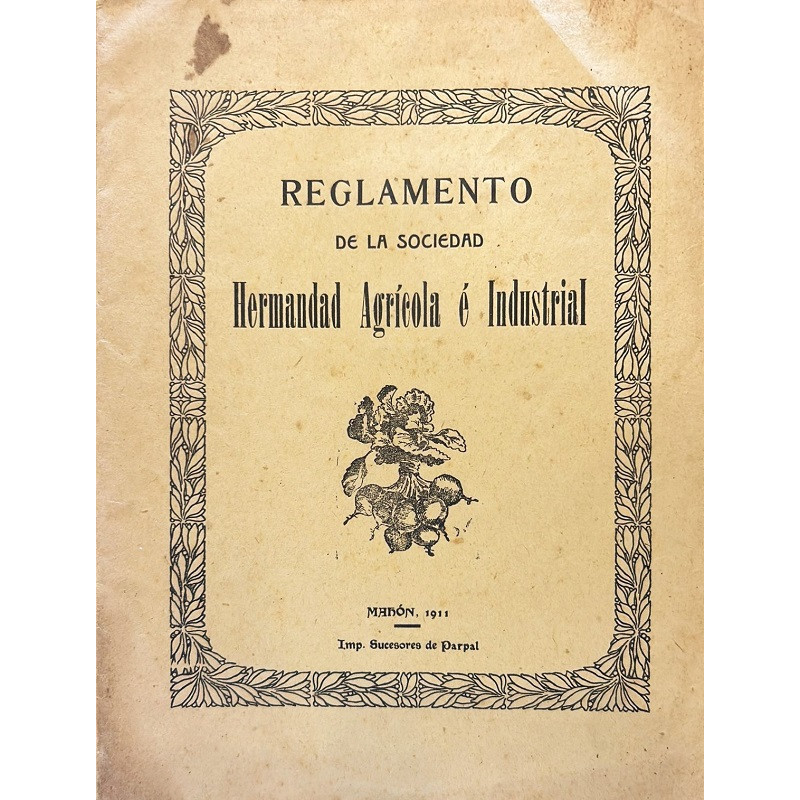 REGLAMENTO
DE LA SOCIEDAD
Hermandad Agrícola é Industrial
MAHÓN, 1911
Imp. Sucesores de Parpal